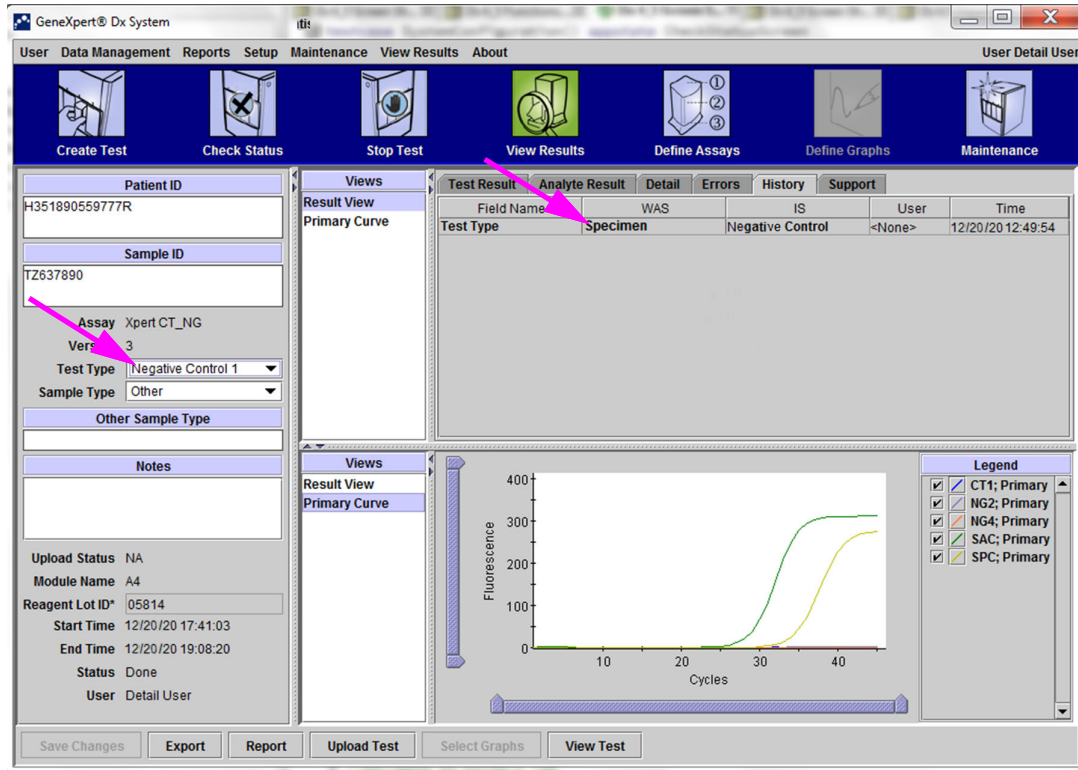 GeneXpert® Dx System
User Data Management Reports Setup Maintenance View Results About User Detail User
Create Test Check Status Stop Test View Results Define Assays Define Graphs Maintenance
① ② ③
Patient ID
H351890559777R
Sample ID
TZ637890
Assay Xpert CT_NG
3
Test Type Negative Control 1
Sample Type Other
Other Sample Type
Notes
Upload Status NA
Module Name A4
Reagent Lot ID* 05814
Start Time 12/20/20 17:41:03
End Time 12/20/20 19:08:20
Status Done
User Detail User
Views
Result View
Primary Curve
Test Result Analyte Result Detail Errors History Support
Field Name WAS IS User Time
Test Type Specimen Negative Control <None> 12/20/20 12:49:54
Views
Result View
Primary Curve
400
300
200
100
0
Fluorescence
10 20 30 40
Cycles
Legend
CT1; Primary
NG2; Primary
NG4; Primary
SAC; Primary
SPC; Primary
Save Changes Export Report Upload Test Select Graphs View Test